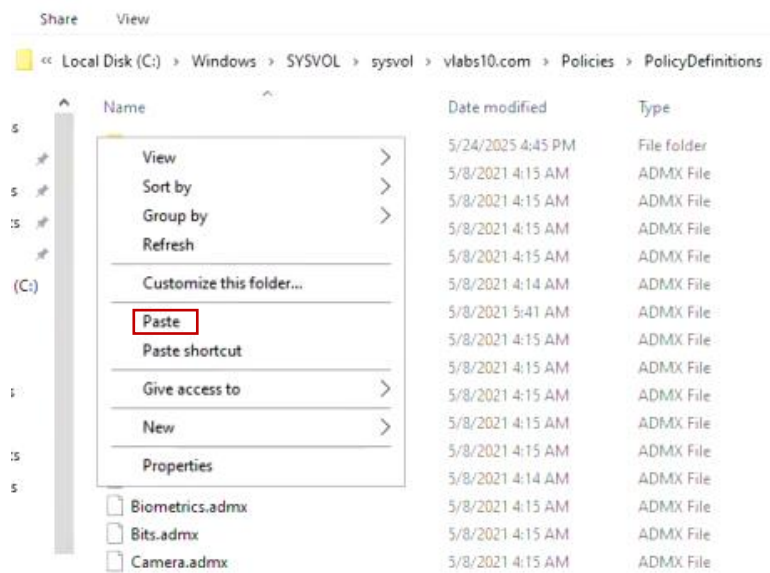 Share View
« Local Disk (C:) › Windows › SYSVOL › sysvol › vlabs10.com › Policies › PolicyDefinitions
Name Date modified Type
5/24/2025 4:45 PM File folder
View 5/8/2021 4:15 AM ADMX File
Sort by 5/8/2021 4:15 AM ADMX File
Group by 5/8/2021 4:15 AM ADMX File
Refresh 5/8/2021 4:15 AM ADMX File
(C:) Customize this folder... 5/8/2021 4:14 AM ADMX File
Paste 5/8/2021 5:41 AM ADMX File
Paste shortcut 5/8/2021 4:15 AM ADMX File
5/8/2021 4:15 AM ADMX File
Give access to 5/8/2021 4:15 AM ADMX File
New 5/8/2021 4:15 AM ADMX File
5/8/2021 4:15 AM ADMX File
Properties 5/8/2021 4:14 AM ADMX File
Biometrics.admx 5/8/2021 4:15 AM ADMX File
Bits.admx 5/8/2021 4:15 AM ADMX File
Camera.admx 5/8/2021 4:15 AM ADMX File